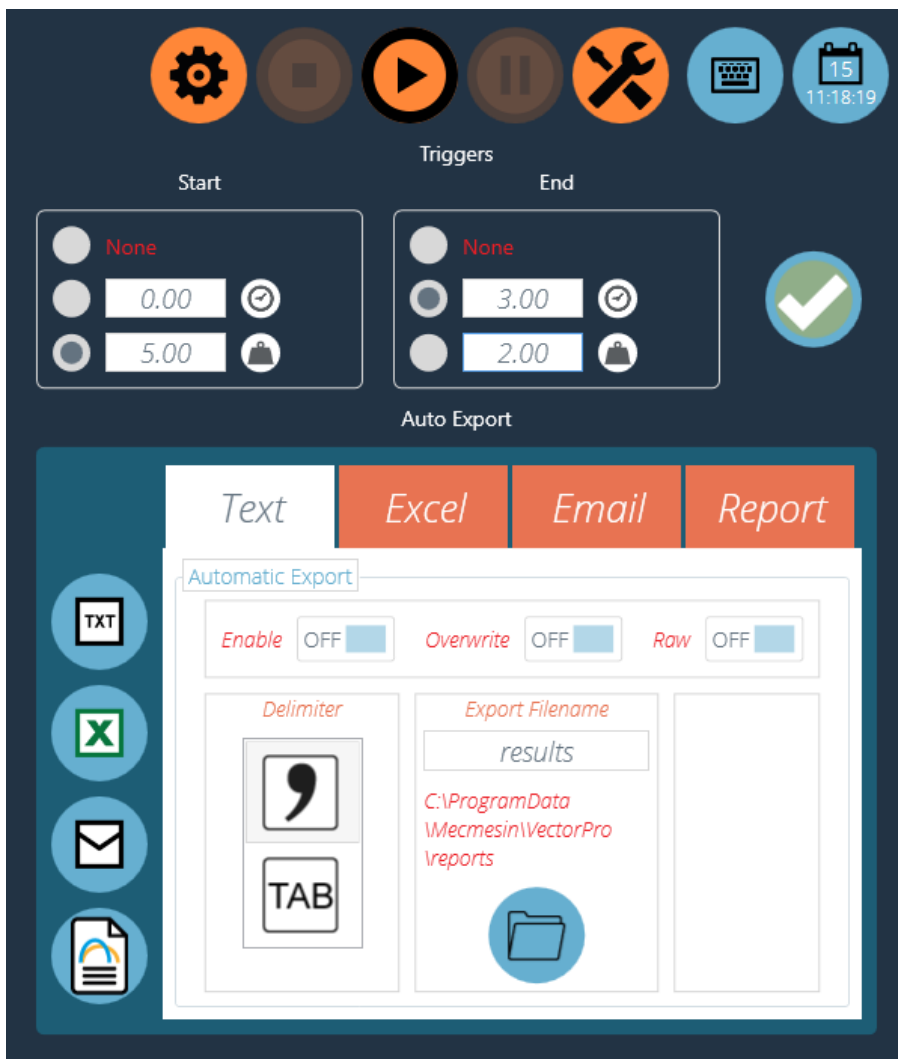 15
11:18:19
Triggers
Start
End
None
0.00
5.00
None
3.00
2.00
Auto Export
Text Excel Email Report
Automatic Export
TXT
Enable OFF Overwrite OFF Raw OFF
Delimiter
,
TAB
Export Filename
results
C:\ProgramData
\Mecmesin\VectorPro
\reports
X